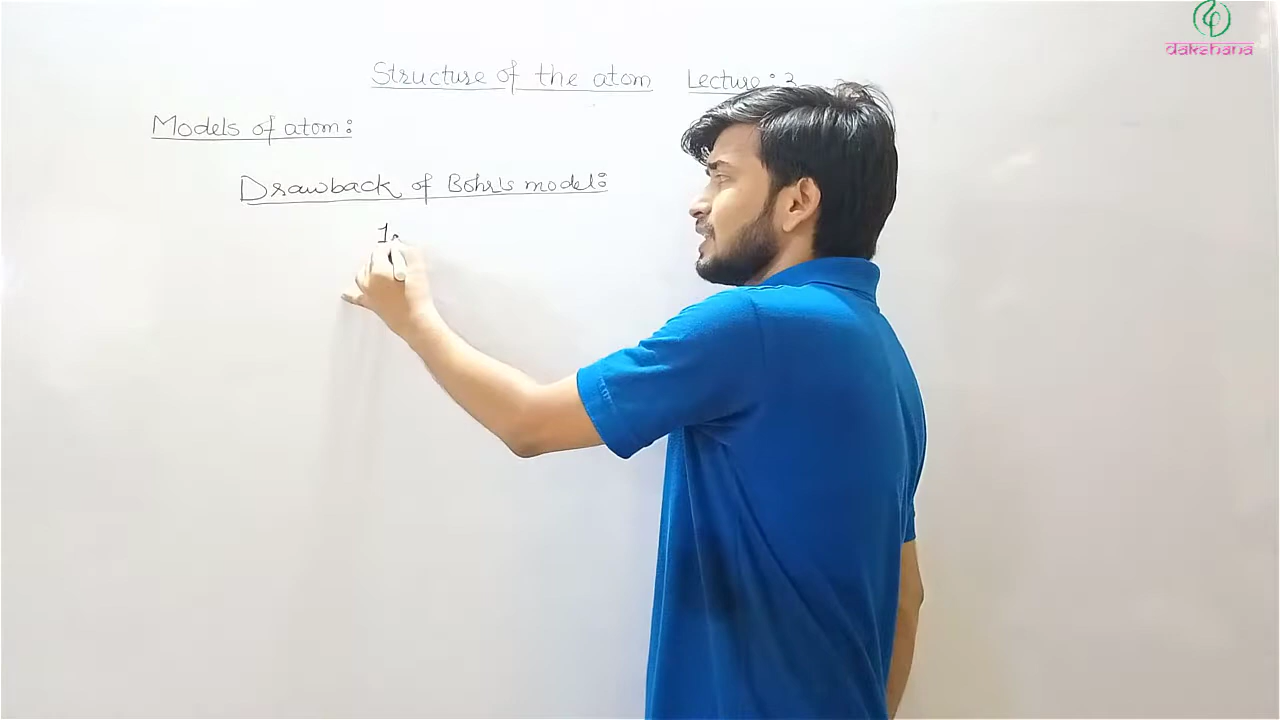 dakshana
Structure of the atom Lecture : 3
Models of atom :
Drawback of Bohr's model :
1.